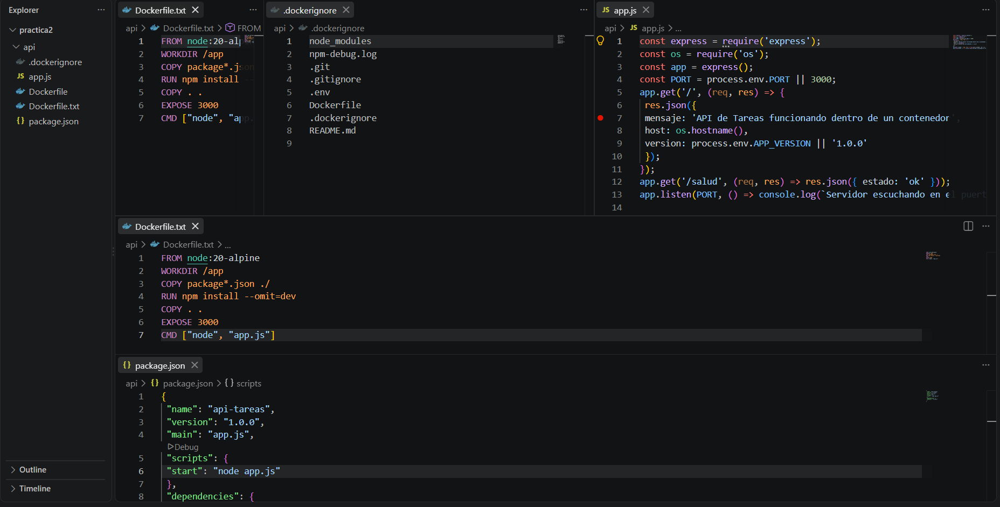 Explorer
practica2
api
.dockerignore
app.js
Dockerfile
Dockerfile.txt
package.json
Outline
Timeline
Dockerfile.txt
api > Dockerfile.txt > FROM
1 FROM node:20-alp
2 WORKDIR /app
3 COPY package*.json
4 RUN npm install --
5 COPY . .
6 EXPOSE 3000
7 CMD ["node", "app.
.dockerignore
api > .dockerignore
1 node_modules
2 npm-debug.log
3 .git
4 .gitignore
5 .env
6 Dockerfile
7 .dockerignore
8 README.md
9
JS app.js
api > JS app.js > ...
1 const express = require('express');
2 const os = require('os');
3 const app = express();
4 const PORT = process.env.PORT || 3000;
5 app.get('/', (req, res) => {
6 res.json({
7 mensaje: 'API de Tareas funcionando dentro de un contenedor',
8 host: os.hostname(),
9 version: process.env.APP_VERSION || '1.0.0'
10 });
11 });
12 app.get('/salud', (req, res) => res.json({ estado: 'ok' }));
13 app.listen(PORT, () => console.log(`Servidor escuchando en el puert
14
Dockerfile.txt
api > Dockerfile.txt > ...
1 FROM node:20-alpine
2 WORKDIR /app
3 COPY package*.json ./
4 RUN npm install --omit=dev
5 COPY . .
6 EXPOSE 3000
7 CMD ["node", "app.js"]
{} package.json
api > {} package.json > {} scripts
1 {
2 "name": "api-tareas",
3 "version": "1.0.0",
4 "main": "app.js",
Debug
5 "scripts": {
6 "start": "node app.js"
7 },
8 "dependencies": {